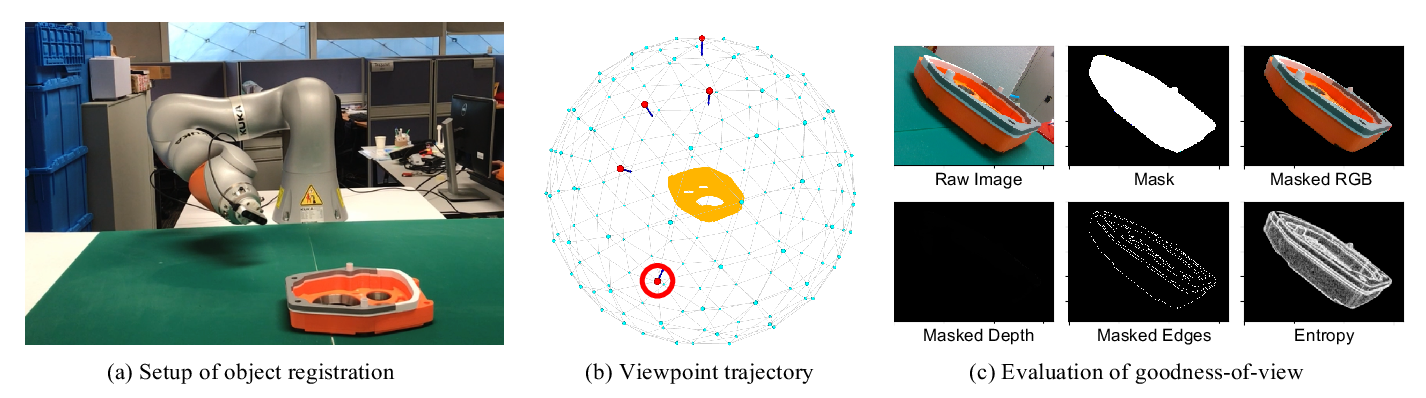 KUKA
KUKA
Raw Image
Mask
Masked RGB
Masked Depth
Masked Edges
Entropy
(a) Setup of object registration
(b) Viewpoint trajectory
(c) Evaluation of goodness-of-view